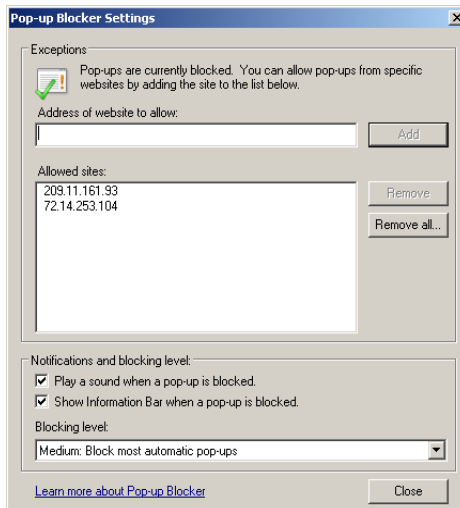 Pop-up Blocker Settings
Exceptions
Pop-ups are currently blocked. You can allow pop-ups from specific
websites by adding the site to the list below.
Address of website to allow:
Add
Allowed sites:
209.11.161.93
72.14.253.104
Remove
Remove all...
Notifications and blocking level:
Play a sound when a pop-up is blocked.
Show Information Bar when a pop-up is blocked.
Blocking level:
Medium: Block most automatic pop-ups
Learn more about Pop-up Blocker
Close